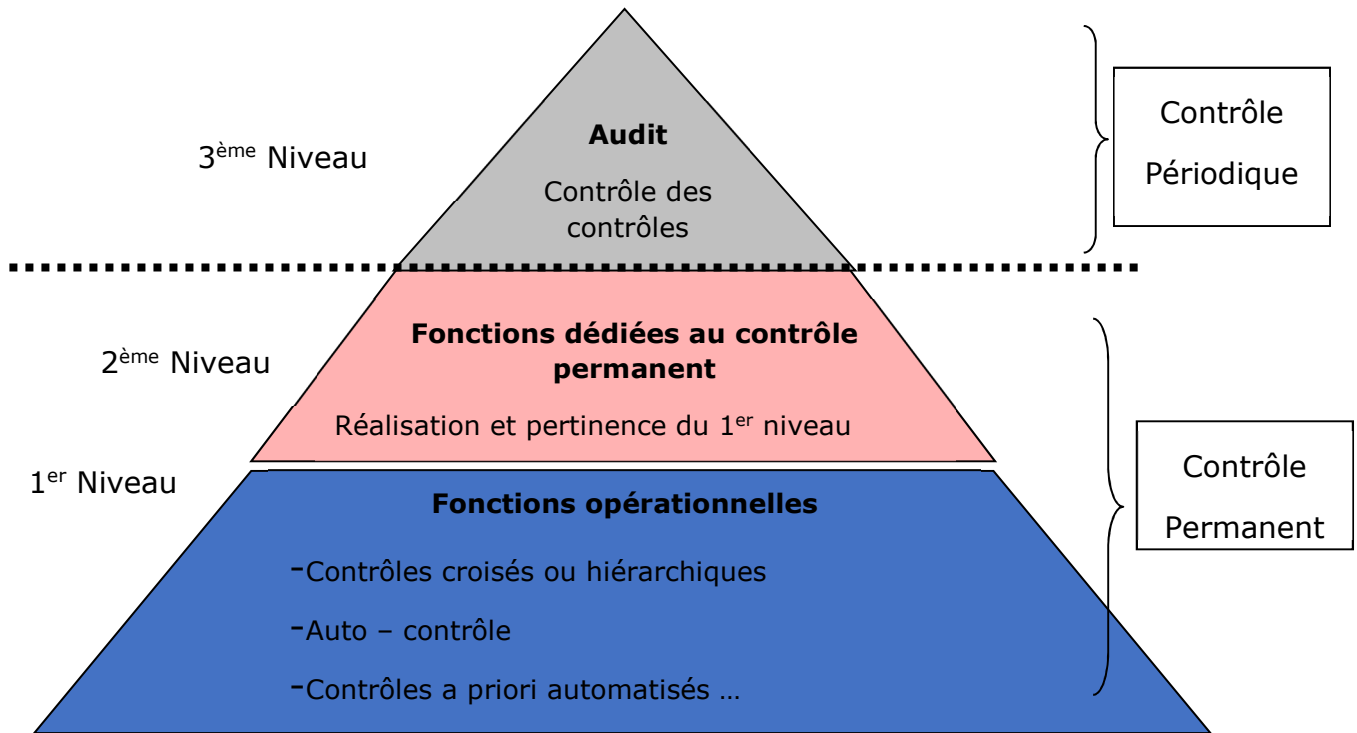 Audit
3ème Niveau
Contrôle des
contrôles
Contrôle
Périodique
Fonctions dédiées au contrôle
permanent
2ème Niveau
Réalisation et pertinence du 1er niveau
1er Niveau
Fonctions opérationnelles
-Contrôles croisés ou hiérarchiques
-Auto – contrôle
-Contrôles a priori automatisés ...
Contrôle
Permanent